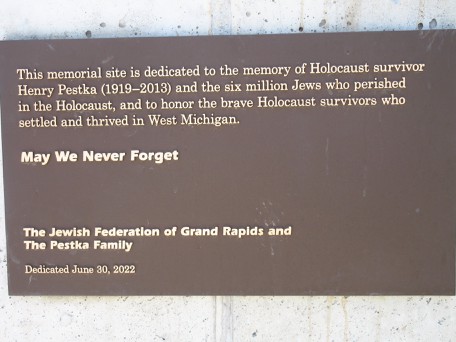 This memorial site is dedicated to the memory of Holocaust survivor
Henry Pestka (1919–2013) and the six million Jews who perished
in the Holocaust, and to honor the brave Holocaust survivors who
settled and thrived in West Michigan.
May We Never Forget
The Jewish Federation of Grand Rapids and
The Pestka Family
Dedicated June 30, 2022